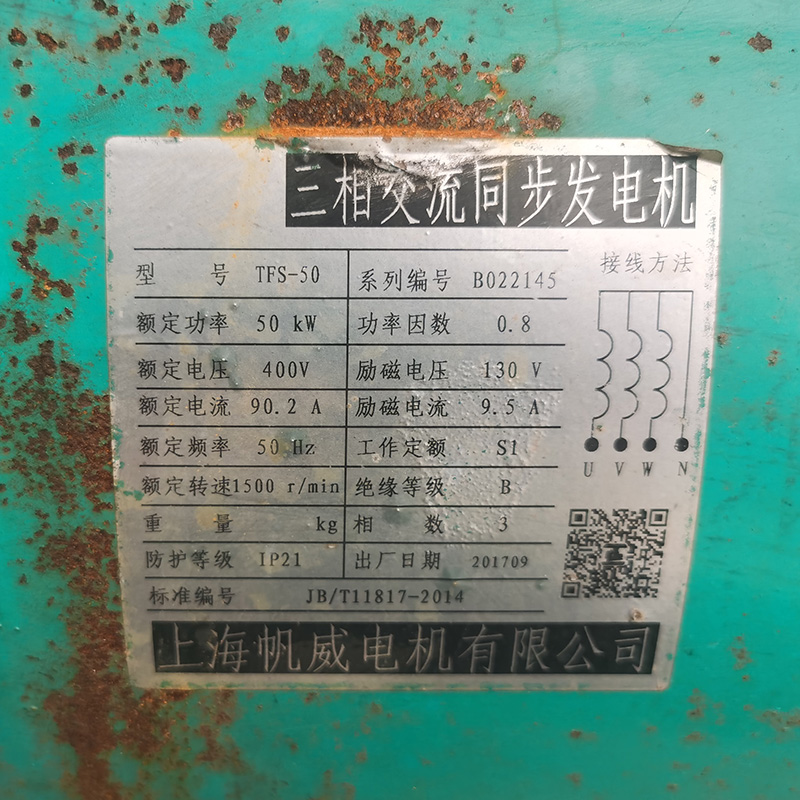 三相交流同步发电机
型 号 TFS-50 系列编号 B022145
额定功率 50 kW 功率因数 0.8
额定电压 400V 励磁电压 130 V
额定电流 90.2 A 励磁电流 9.5 A
额定频率 50 Hz 工作定额 S1
额定转速 1500 r/min 绝缘等级 B
重 量 kg 相 数 3
防护等级 IP21 出厂日期 201709
标准编号 JB/T11817-2014
接线方法
U V W N
上海帆威电机有限公司